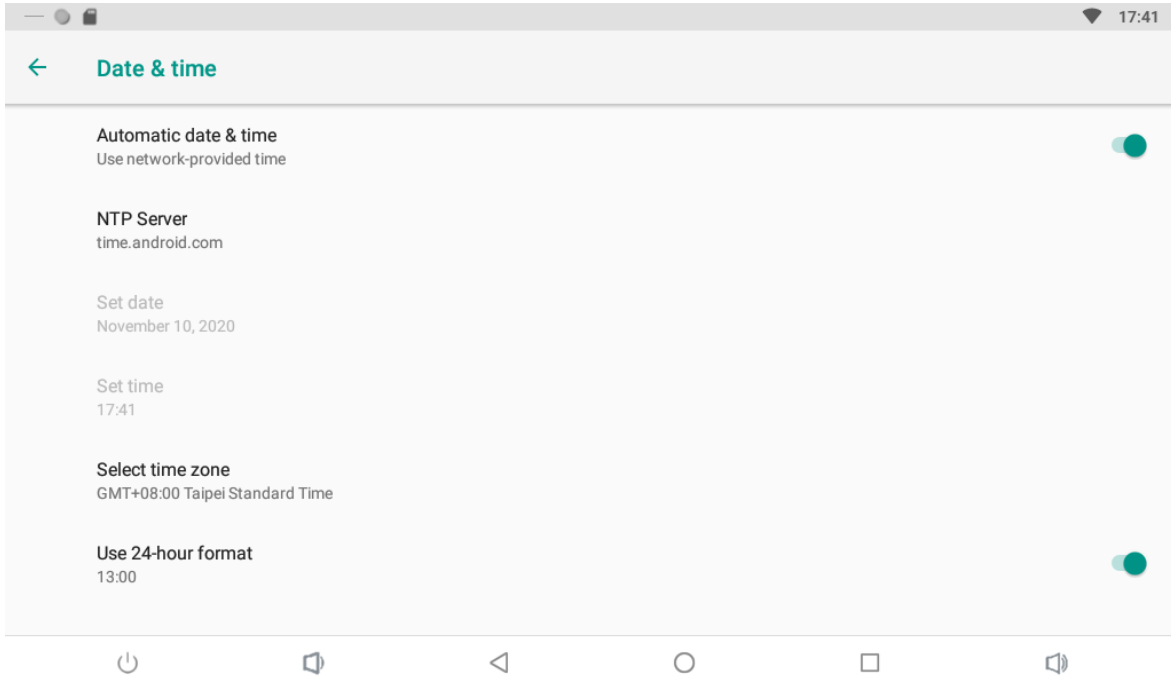 17:41
Date & time
Automatic date & time
Use network-provided time
NTP Server
time.android.com
Set date
November 10, 2020
Set time
17:41
Select time zone
GMT+08:00 Taipei Standard Time
Use 24-hour format
13:00